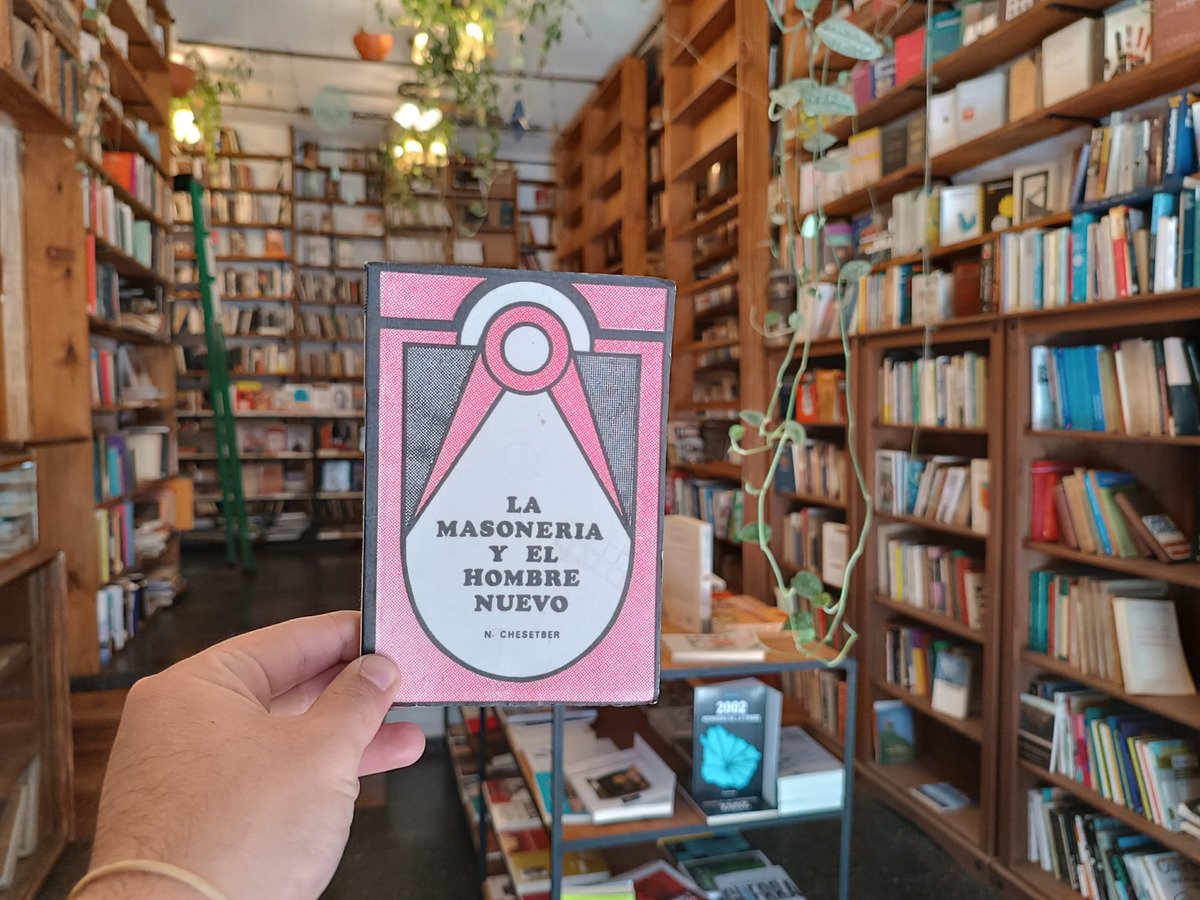 LA
MASONERIA
Y EL
HOMBRE
NUEVO
N. CHESETBER
2002